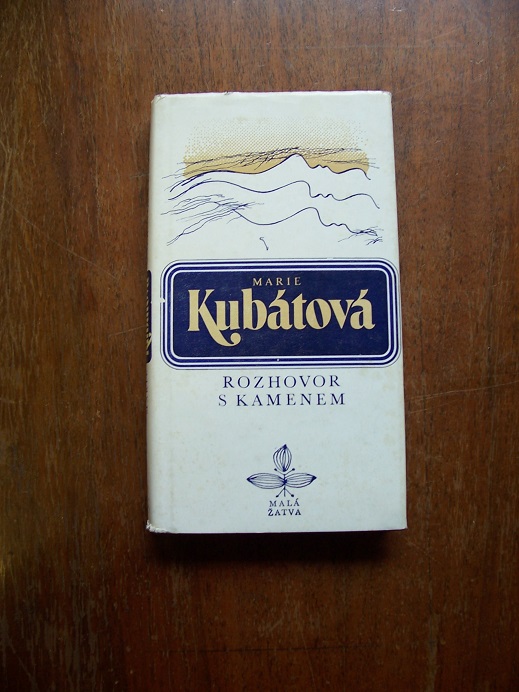 MARIE
Kubátová
ROZHOVOR
S KAMENEM
MALÁ
ŽATVA